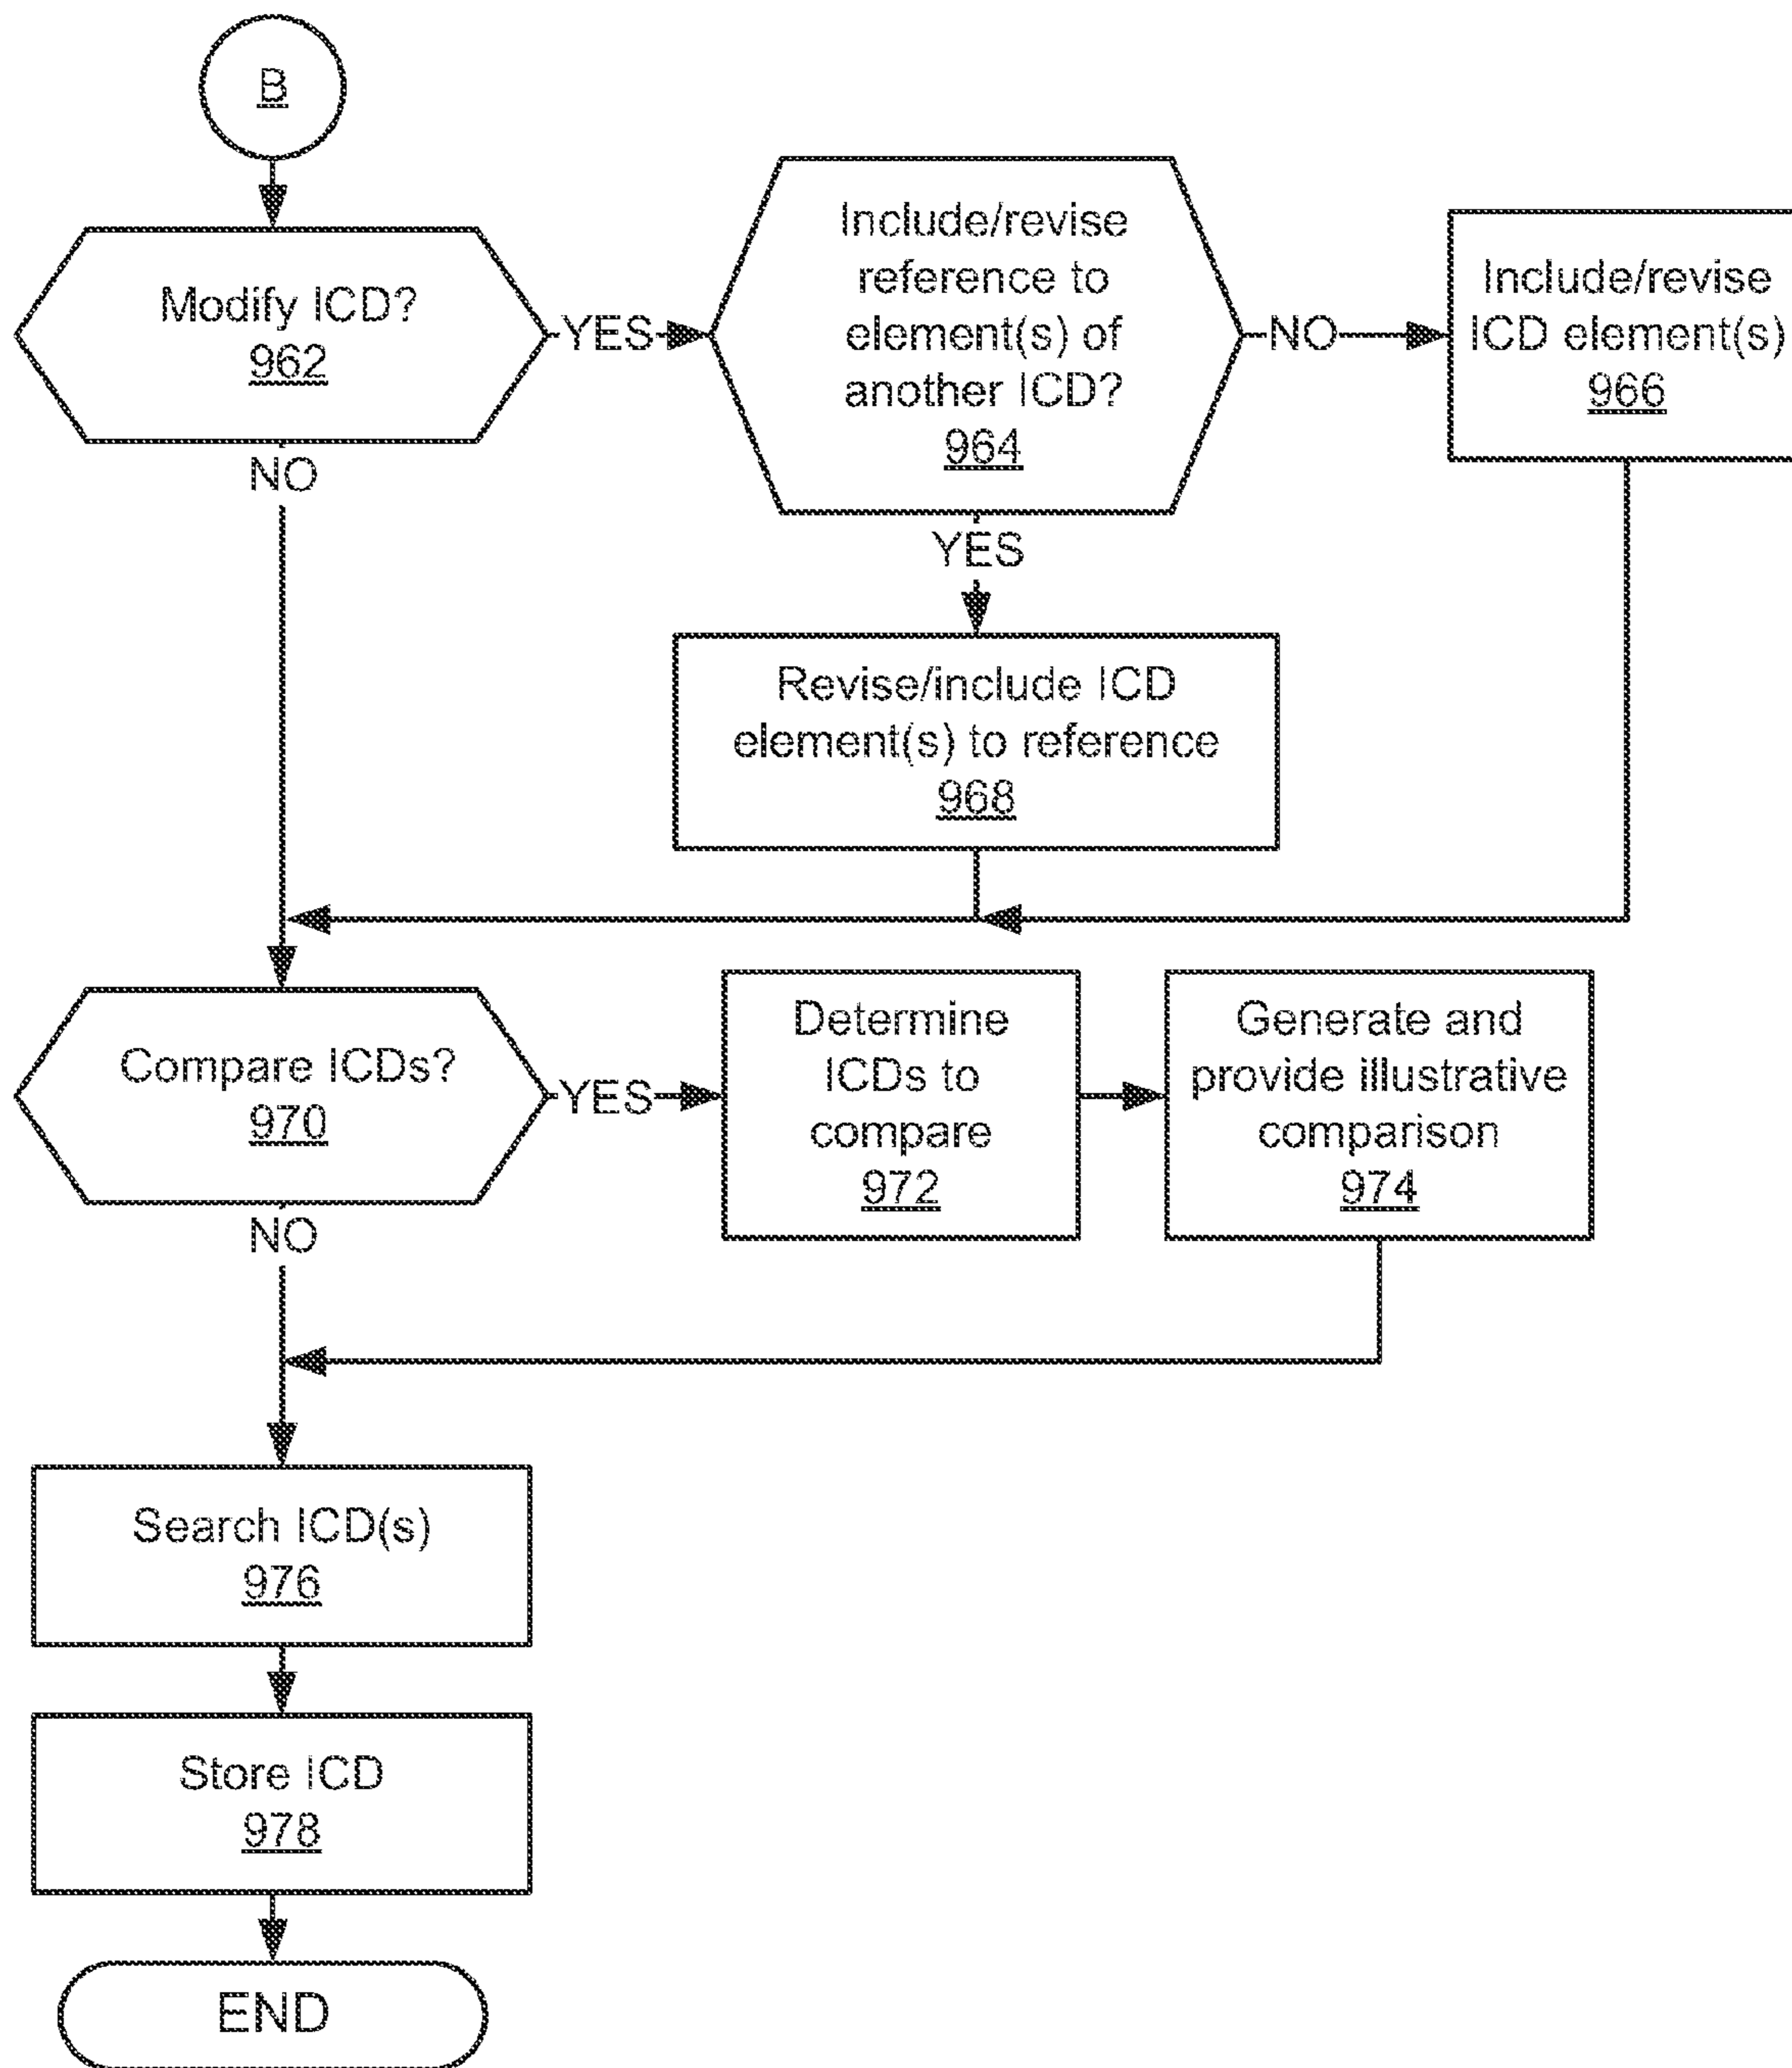 B
Modify ICD?
962
YES
NO
Include/revise
reference to
element(s) of
another ICD?
964
NO
YES
Include/revise
ICD element(s)
966
Revise/include ICD
element(s) to reference
968
Compare ICDs?
970
YES
NO
Determine
ICDs to
compare
972
Generate and
provide illustrative
comparison
974
Search ICD(s)
976
Store ICD
978
END